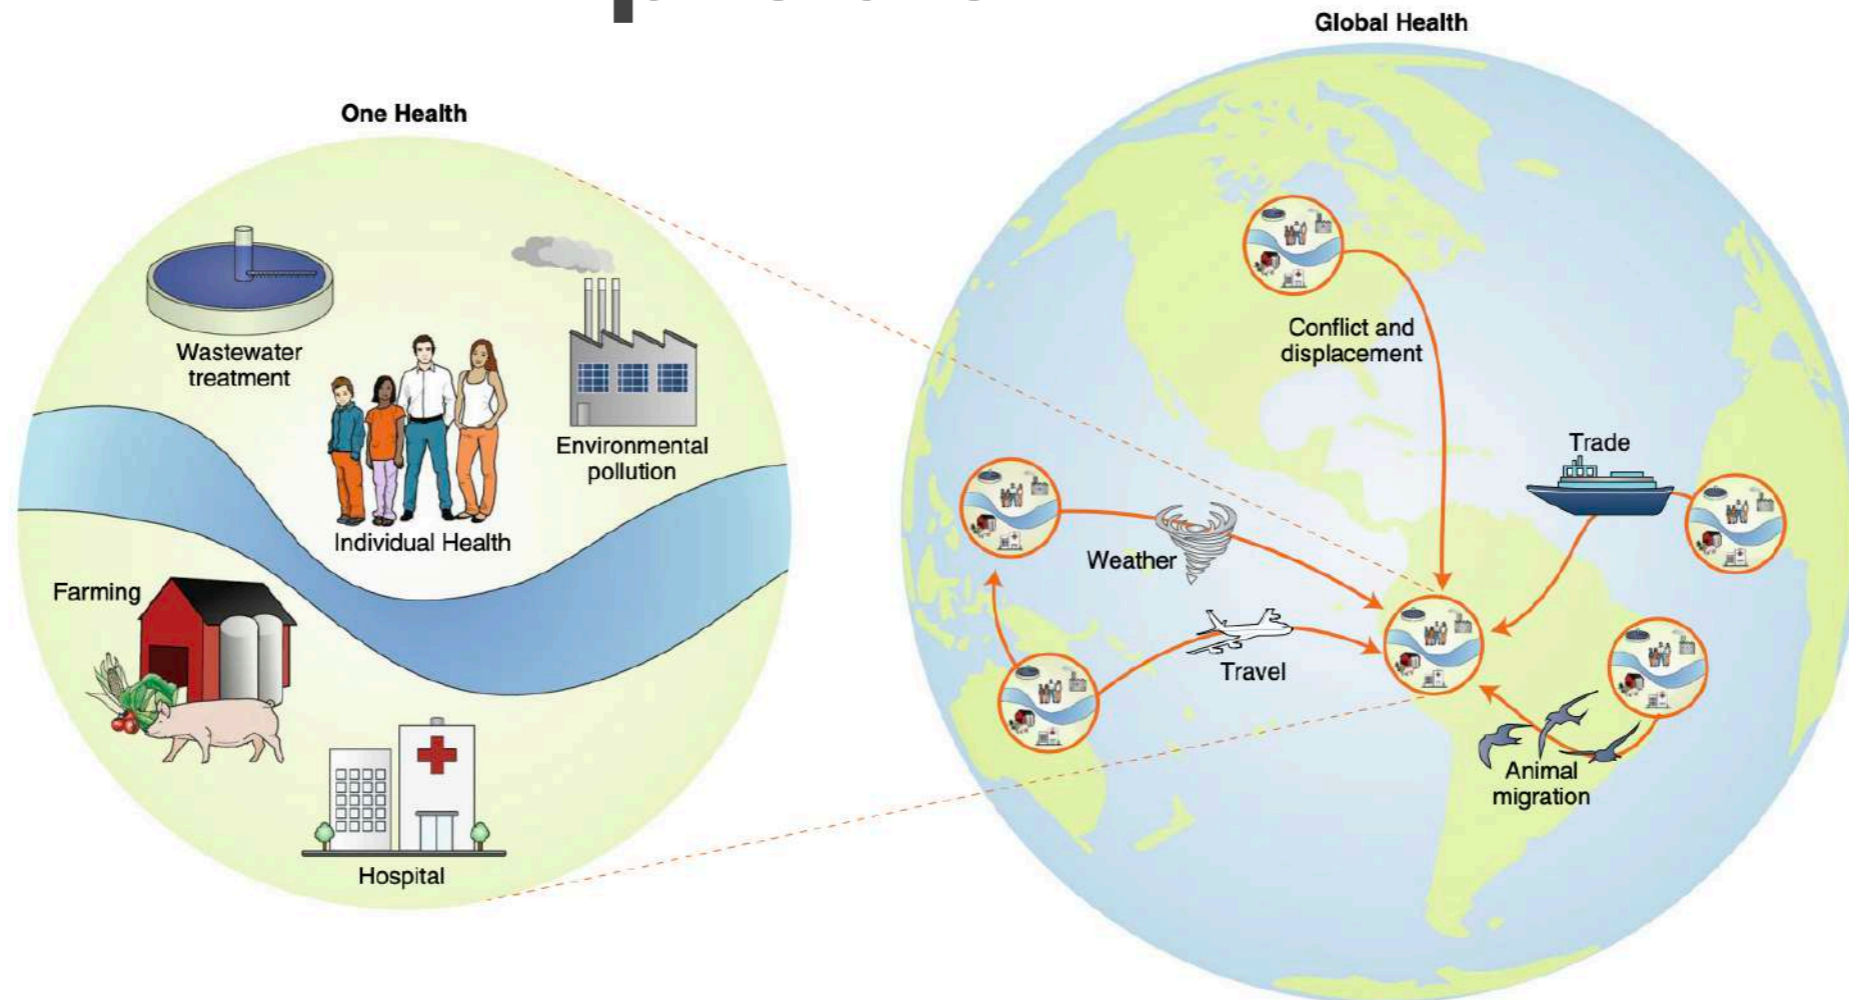 One Health
Wastewater
treatment
Environmental
pollution
Individual Health
Farming
Hospital
Global Health
Conflict and
displacement
Trade
Weather
Travel
Animal
migration